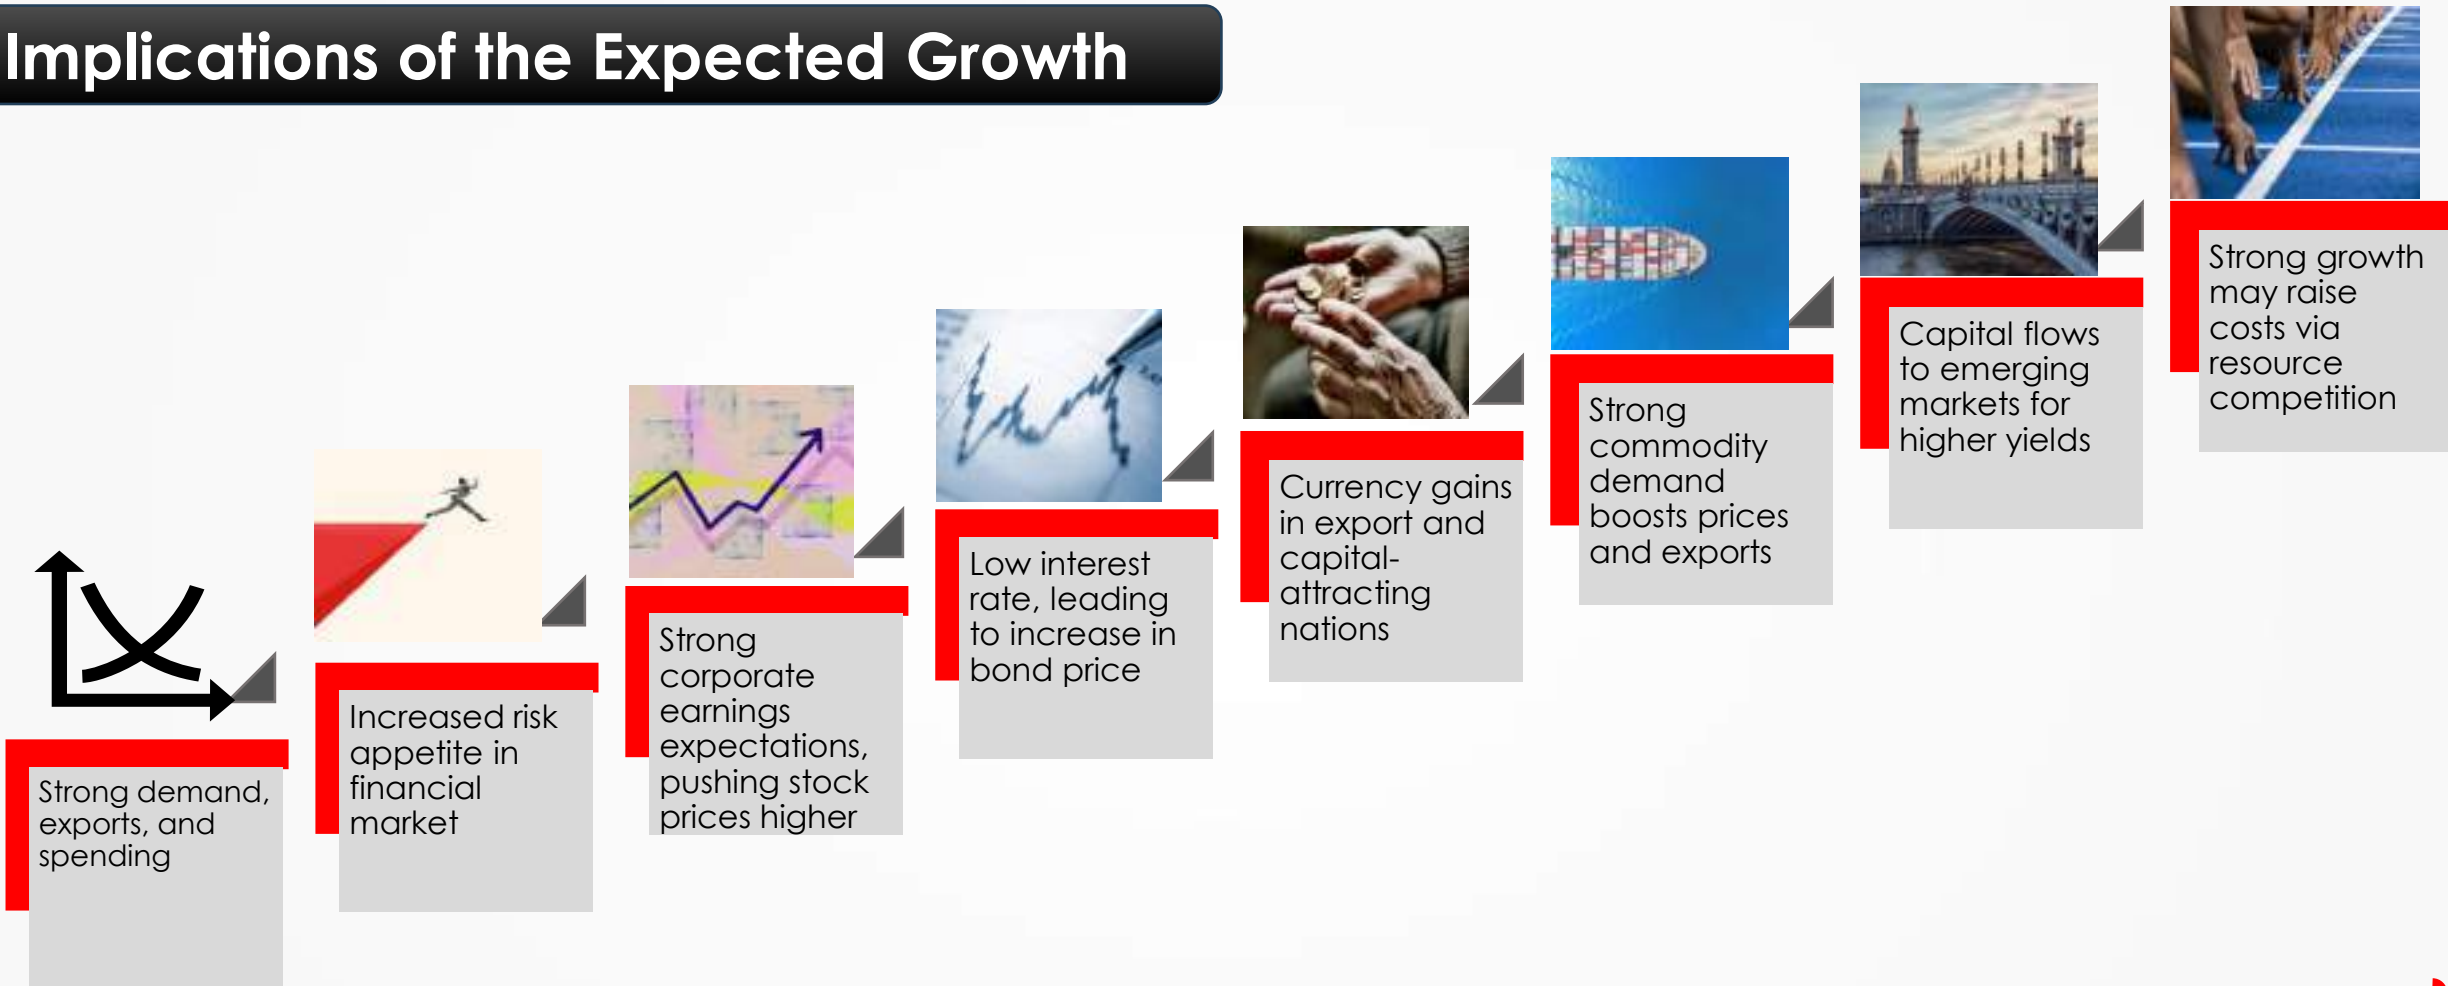 Implications of the Expected Growth
Strong demand,
exports, and
spending
Increased risk
appetite in
financial
market
Strong
corporate
earnings
expectations,
pushing stock
prices higher
Low interest
rate, leading
to increase in
bond price
Currency gains
in export and
capital-
attracting
nations
Strong
commodity
demand
boosts prices
and exports
Capital flows
to emerging
markets for
higher yields
Strong growth
may raise
costs via
resource
competition